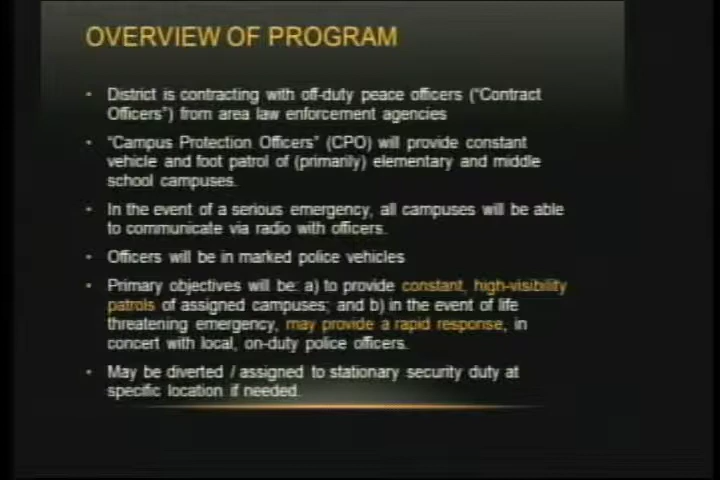 OVERVIEW OF PROGRAM
• District is contracting with off-duty peace officers ("Contract
Officers") from area law enforcement agencies
• "Campus Protection Officers" (CPO) will provide constant
vehicle and foot patrol of (primarily) elementary and middle
school campuses.
• In the event of a serious emergency, all campuses will be able
to communicate via radio with officers.
• Officers will be in marked police vehicles
• Primary objectives will be: a) to provide constant, high-visibility
patrols of assigned campuses; and b) in the event of life
threatening emergency, may provide a rapid response, in
concert with local, on-duty police officers.
• May be diverted / assigned to stationary security duty at
specific location if needed.